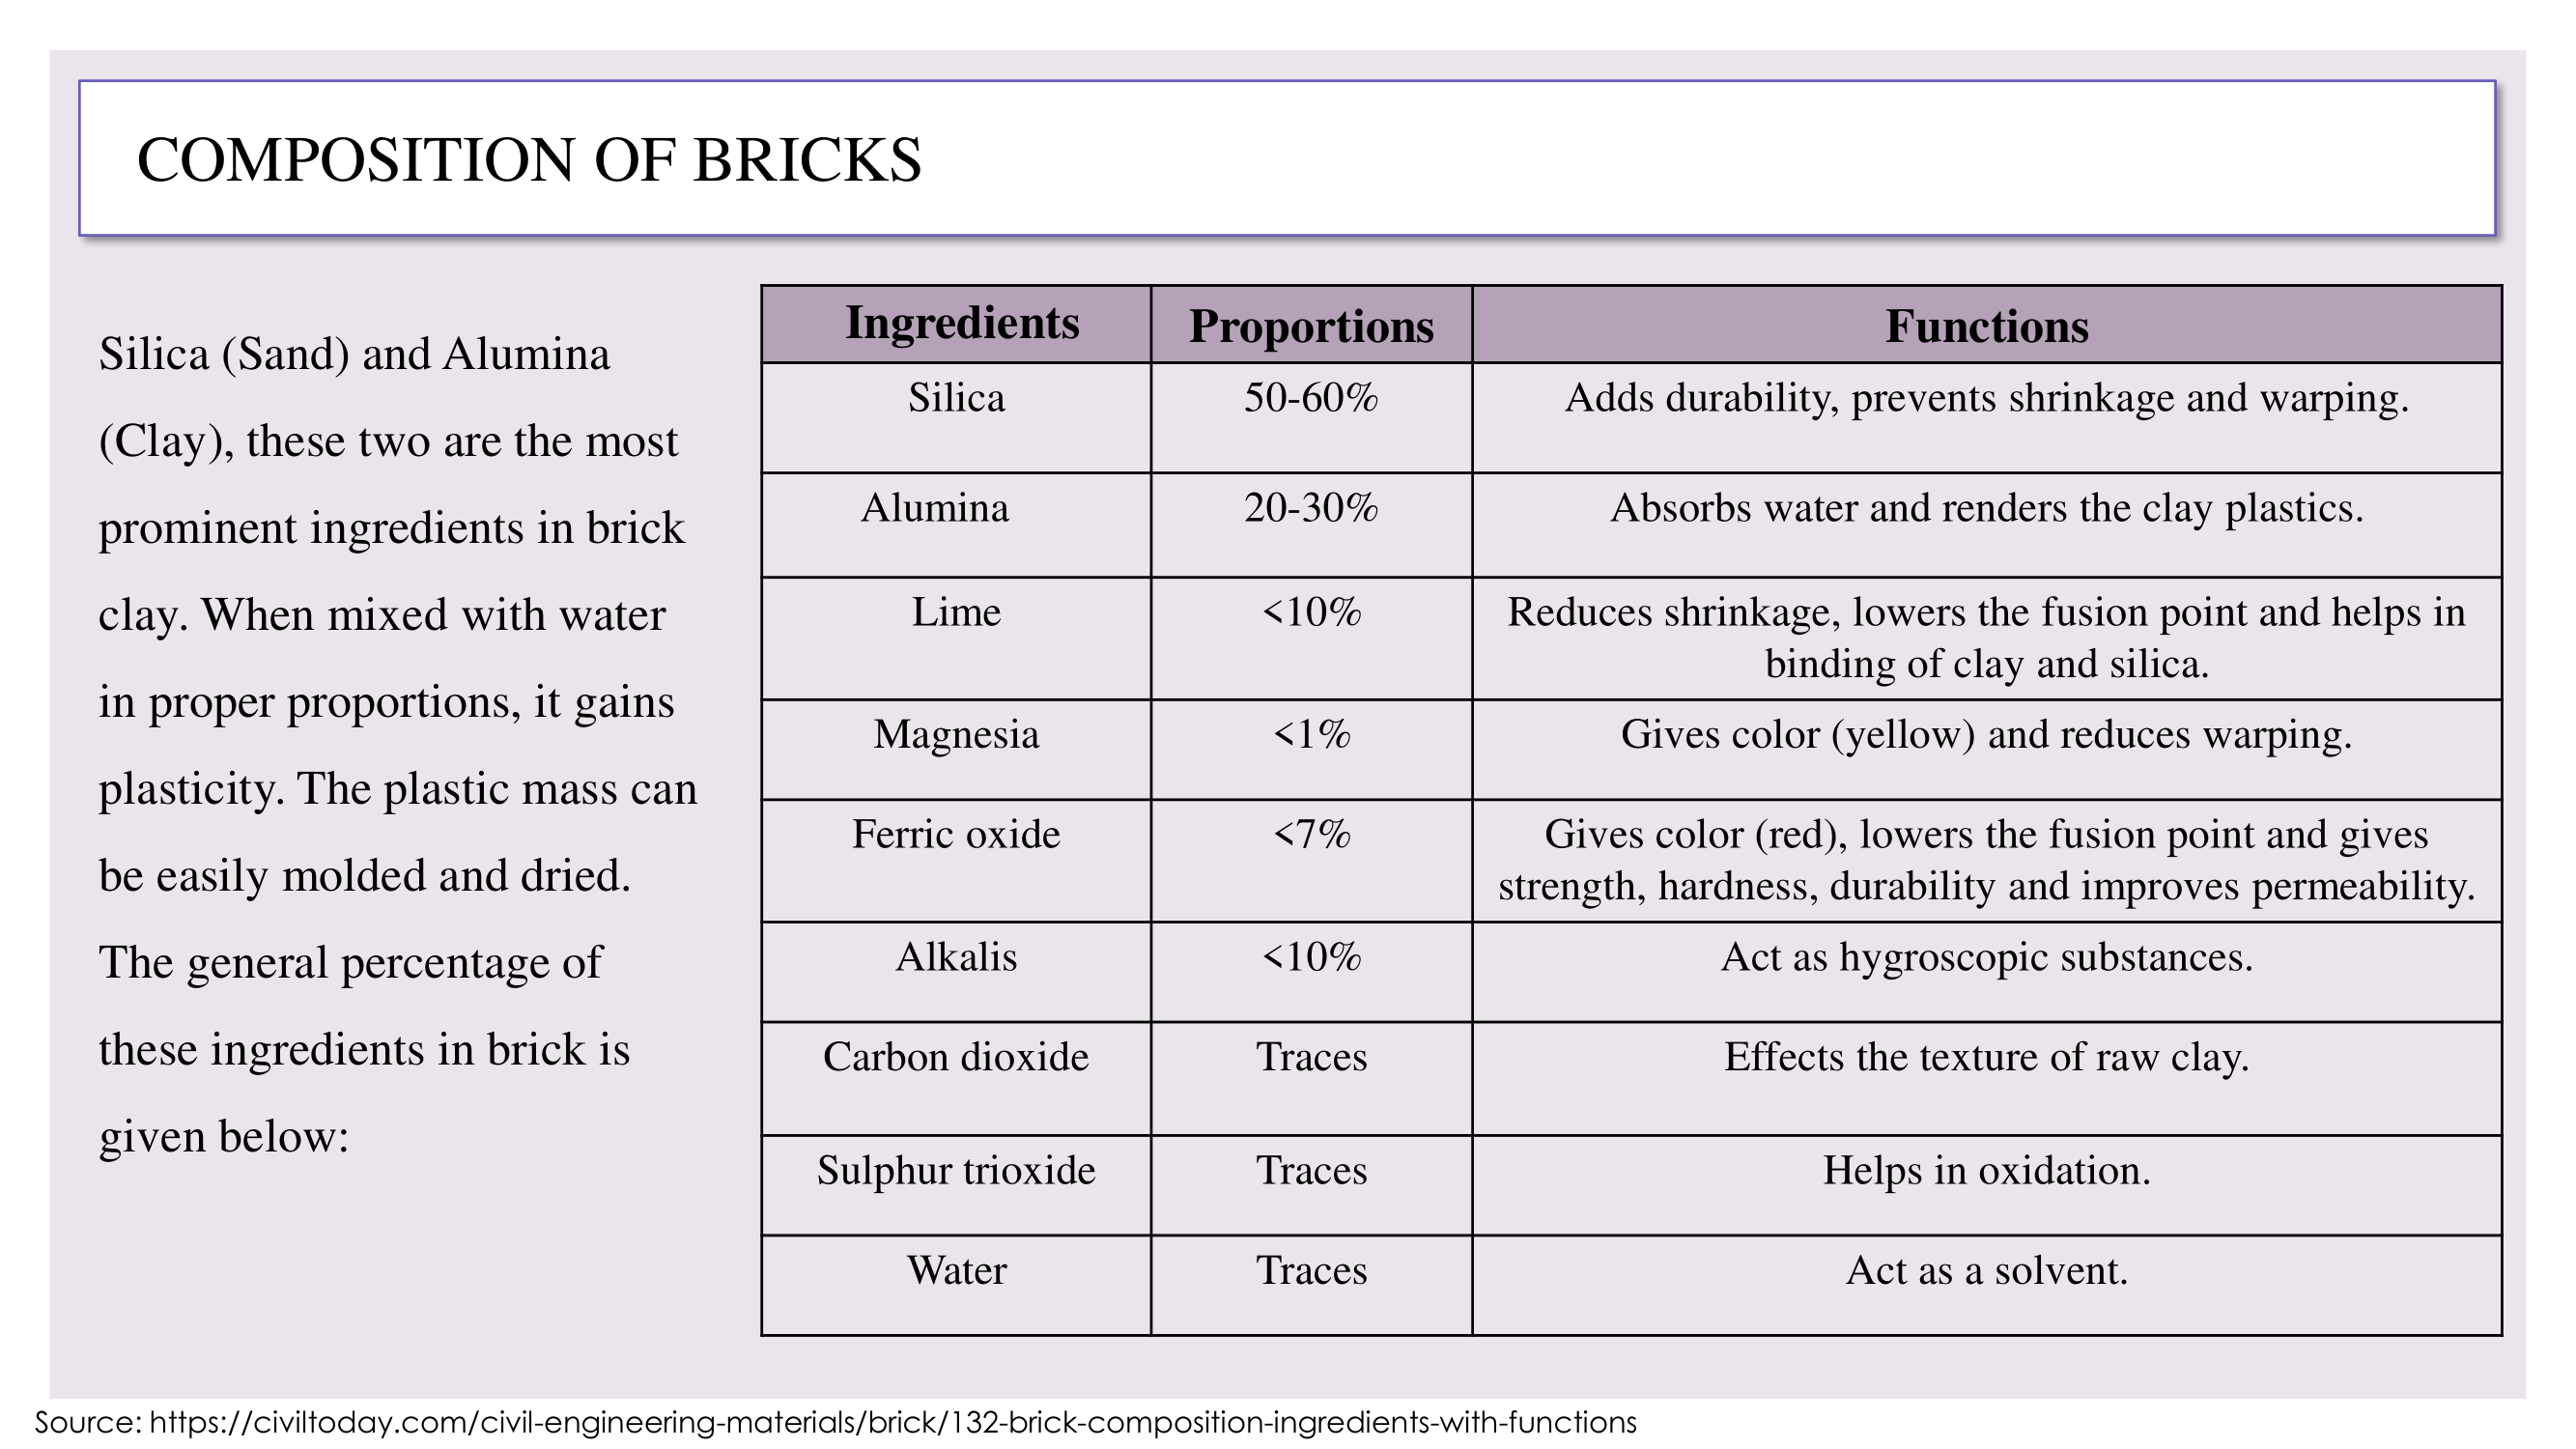 COMPOSITION OF BRICKS
Silica (Sand) and Alumina
(Clay), these two are the most
prominent ingredients in brick
clay. When mixed with water
in proper proportions, it gains
plasticity. The plastic mass can
be easily molded and dried.
The general percentage of
these ingredients in brick is
given below:
Ingredients Proportions Functions
Silica 50-60% Adds durability, prevents shrinkage and warping.
Alumina 20-30% Absorbs water and renders the clay plastics.
Lime <10% Reduces shrinkage, lowers the fusion point and helps in
binding of clay and silica.
Magnesia <1% Gives color (yellow) and reduces warping.
Ferric oxide <7% Gives color (red), lowers the fusion point and gives
strength, hardness, durability and improves permeability.
Alkalis <10% Act as hygroscopic substances.
Carbon dioxide Traces Effects the texture of raw clay.
Sulphur trioxide Traces Helps in oxidation.
Water Traces Act as a solvent.
Source: https://civiltoday.com/civil-engineering-materials/brick/132-brick-composition-ingredients-with-functions